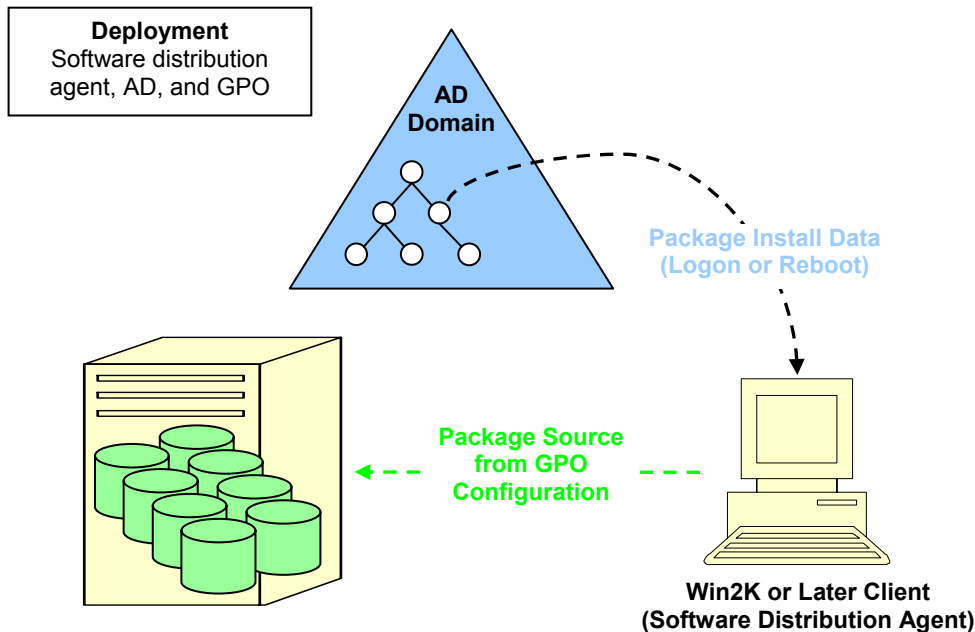 Deployment
Software distribution
agent, AD, and GPO
AD
Domain
Package Install Data
(Logon or Reboot)
Package Source
from GPO
Configuration
Win2K or Later Client
(Software Distribution Agent)